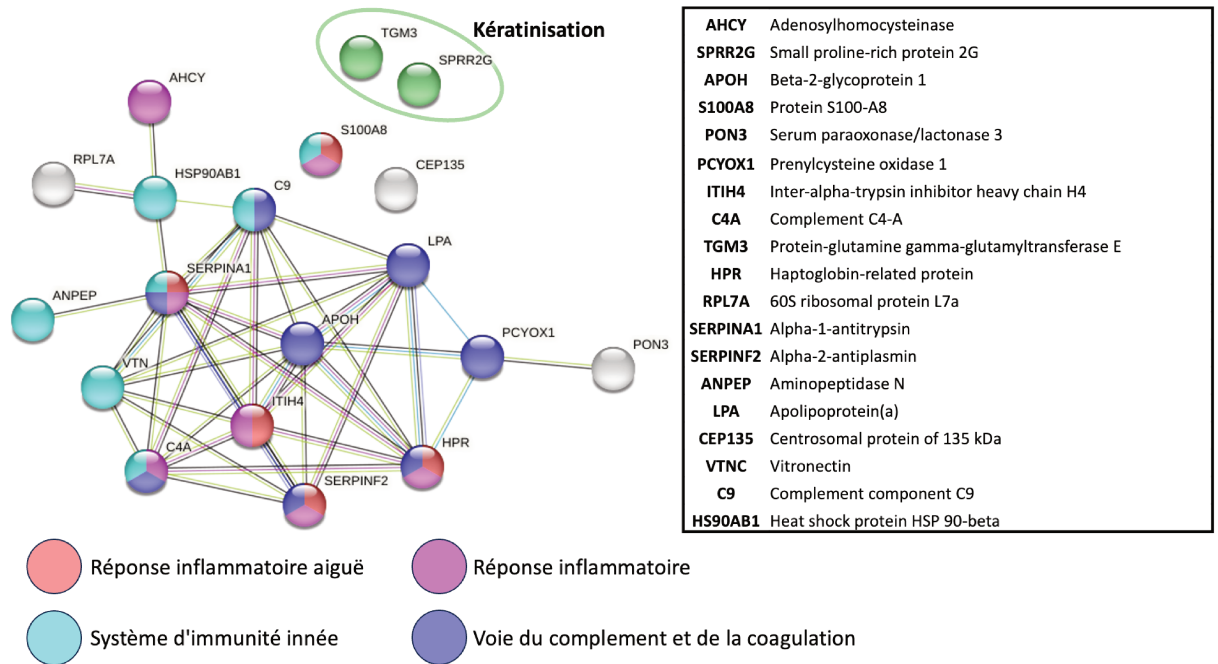 TGM3
Kératinisation
SPRR2G
AHCY
S100A8
RPL7A
CEP135
HSP90AB1
C9
LPA
SERPINA1
ANPEP
APOH
PCYOX1
PON3
VTN
ITIH4
C4A
HPR
SERPINF2
AHCY Adenosylhomocysteinase
SPRR2G Small proline-rich protein 2G
APOH Beta-2-glycoprotein 1
S100A8 Protein S100-A8
PON3 Serum paraoxonase/lactonase 3
PCYOX1 Prenylcysteine oxidase 1
ITIH4 Inter-alpha-trypsin inhibitor heavy chain H4
C4A Complement C4-A
TGM3 Protein-glutamine gamma-glutamyltransferase E
HPR Haptoglobin-related protein
RPL7A 60S ribosomal protein L7a
SERPINA1 Alpha-1-antitrypsin
SERPINF2 Alpha-2-antiplasmin
ANPEP Aminopeptidase N
LPA Apolipoprotein(a)
CEP135 Centrosomal protein of 135 kDa
VTNC Vitronectin
C9 Complement component C9
HS90AB1 Heat shock protein HSP 90-beta
Réponse inflammatoire aiguë
Réponse inflammatoire
Système d'immunité innée
Voie du complement et de la coagulation